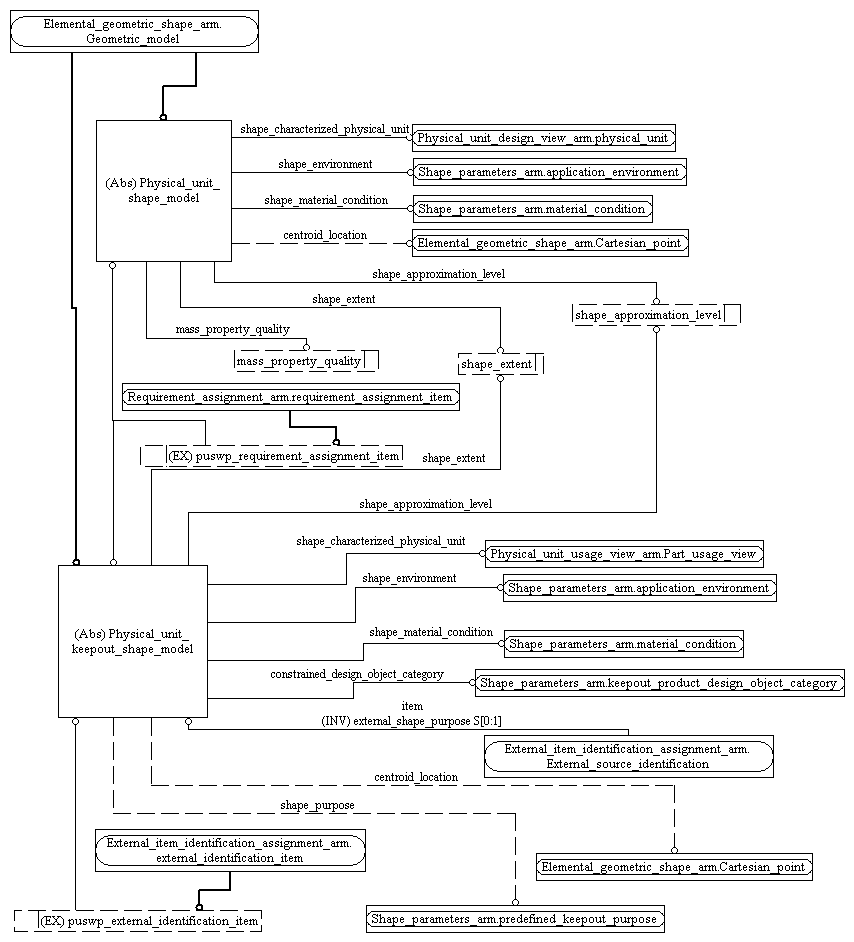 Elemental_geometric_shape_arm.
Geometric_model
shape_characterized_physical_unit
Physical_unit_design_view_arm.physical_unit
shape_environment
Shape_parameters_arm.application_environment
(Abs) Physical_unit_
shape_model
shape_material_condition
Shape_parameters_arm.material_condition
centroid_location
Elemental_geometric_shape_arm.Cartesian_point
shape_approximation_level
shape_extent
shape_approximation_level
mass_property_quality
mass_property_quality
shape_extent
Requirement_assignment_arm.requirement_assignment_item
(EX) puswp_requirement_assignment_item
shape_extent
shape_approximation_level
shape_characterized_physical_unit
Physical_unit_usage_view_arm.Part_usage_view
shape_environment
Shape_parameters_arm.application_environment
(Abs) Physical_unit_
keepout_shape_model
shape_material_condition
Shape_parameters_arm.material_condition
constrained_design_object_category
Shape_parameters_arm.keepout_product_design_object_category
item
(INV) external_shape_purpose S[0:1]
External_item_identification_assignment_arm.
External_source_identification
centroid_location
shape_purpose
External_item_identification_assignment_arm.
external_identification_item
Elemental_geometric_shape_arm.Cartesian_point
(EX) puswp_external_identification_item
Shape_parameters_arm.predefined_keepout_purpose